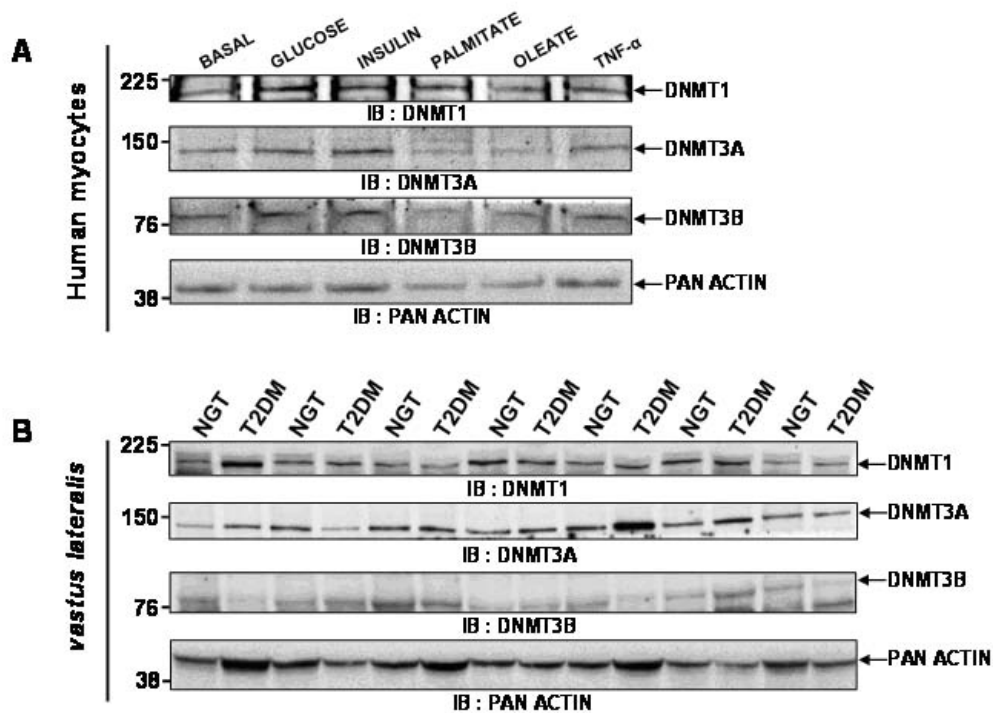 A
Human myocytes
BASAL GLUCOSE INSULIN PALMITATE OLEATE TNF-α
225
DNMT1
IB : DNMT1
150
DNMT3A
IB : DNMT3A
76
DNMT3B
IB : DNMT3B
38
PAN ACTIN
IB : PAN ACTIN
B
vastus lateralis
NGT T2DM NGT T2DM NGT T2DM NGT T2DM NGT T2DM NGT T2DM NGT T2DM
225
DNMT1
IB : DNMT1
150
DNMT3A
IB : DNMT3A
76
DNMT3B
IB : DNMT3B
38
PAN ACTIN
IB : PAN ACTIN